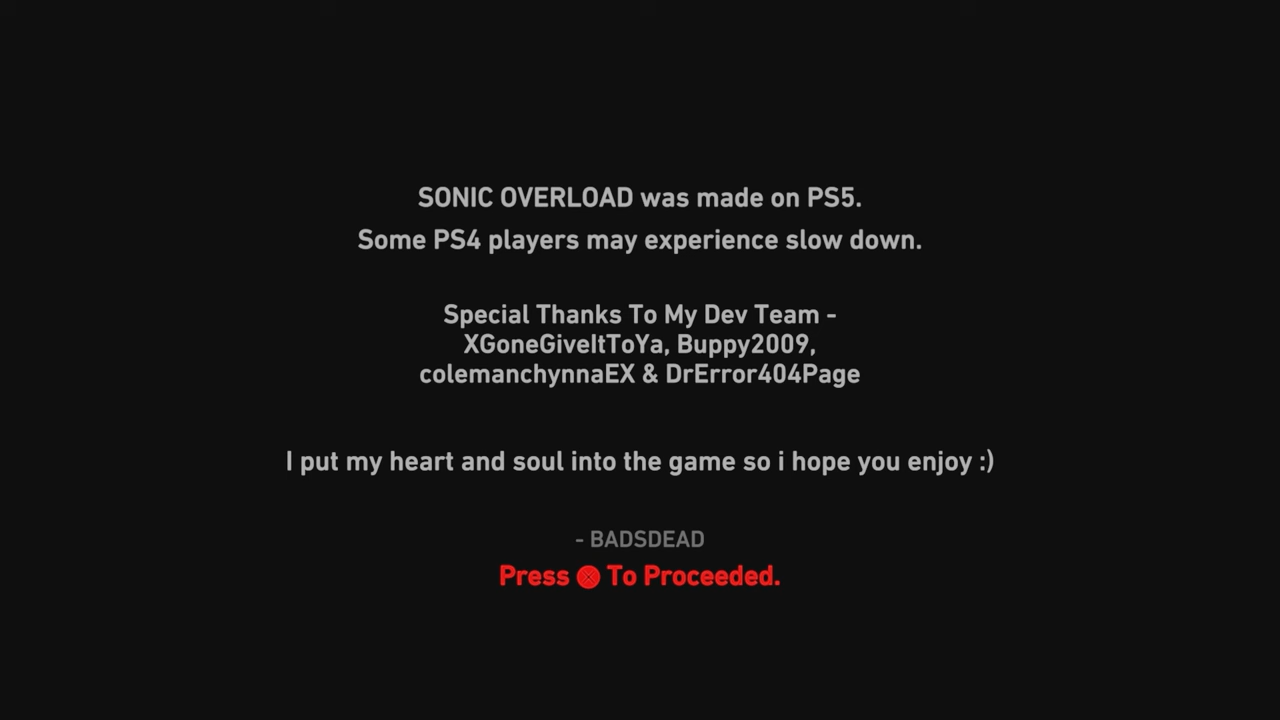 SONIC OVERLOAD was made on PS5.
Some PS4 players may experience slow down.
Special Thanks To My Dev Team -
XGoneGiveItToYa, Buppy2009,
colemanchynnaEX & DrError404Page
I put my heart and soul into the game so i hope you enjoy :)
- BADSDEAD
Press ⓧ To Proceeded.